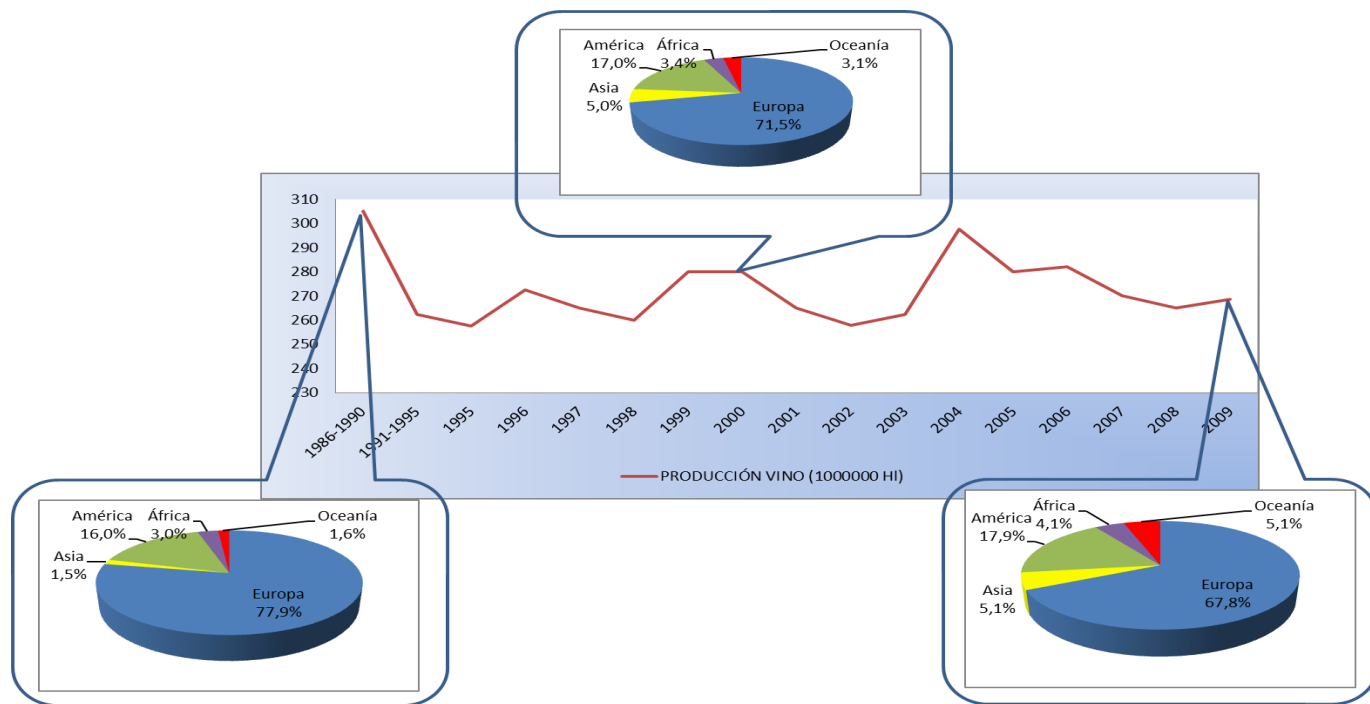 América África Oceanía
17,0% 3,4% 3,1%
Asia
5,0%
Europa
71,5%
310
300
290
280
270
260
250
240
230
1986-1990
1991-1995
1995
1996
1997
1998
1999
2000
2001
2002
2003
2004
2005
2006
2007
2008
2009
PRODUCCIÓN VINO (1000000 Hl)
América África Oceanía
16,0% 3,0% 1,6%
Asia
1,5%
Europa
77,9%
América África Oceanía
17,9% 4,1% 5,1%
Asia
5,1%
Europa
67,8%